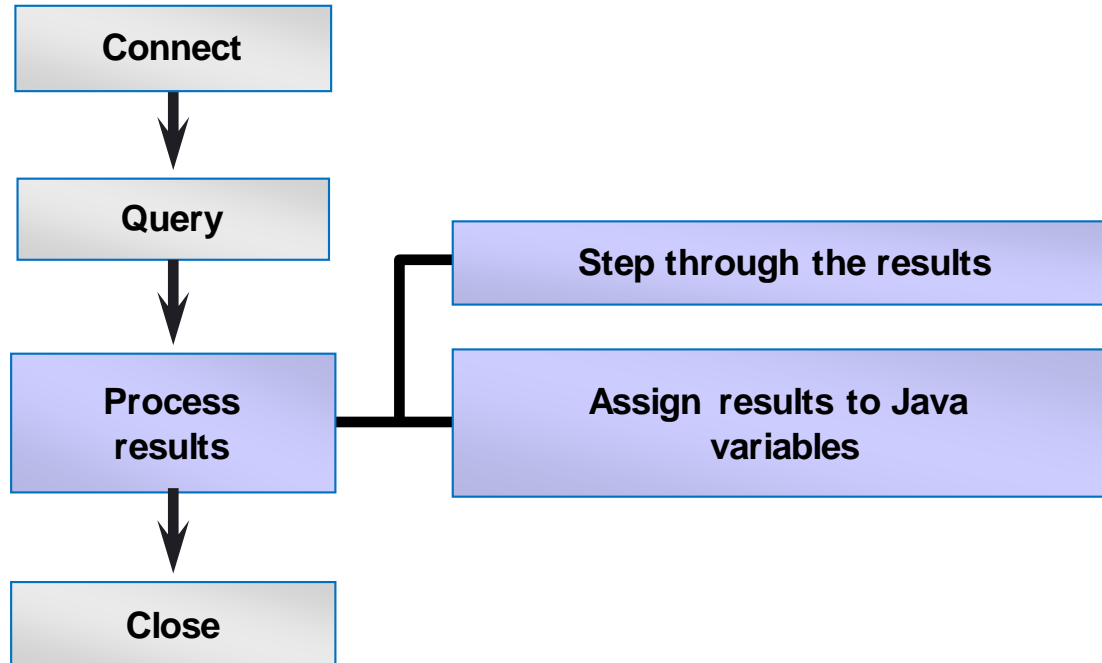 Connect
Query
Step through the results
Process
results
Assign results to Java
variables
Close